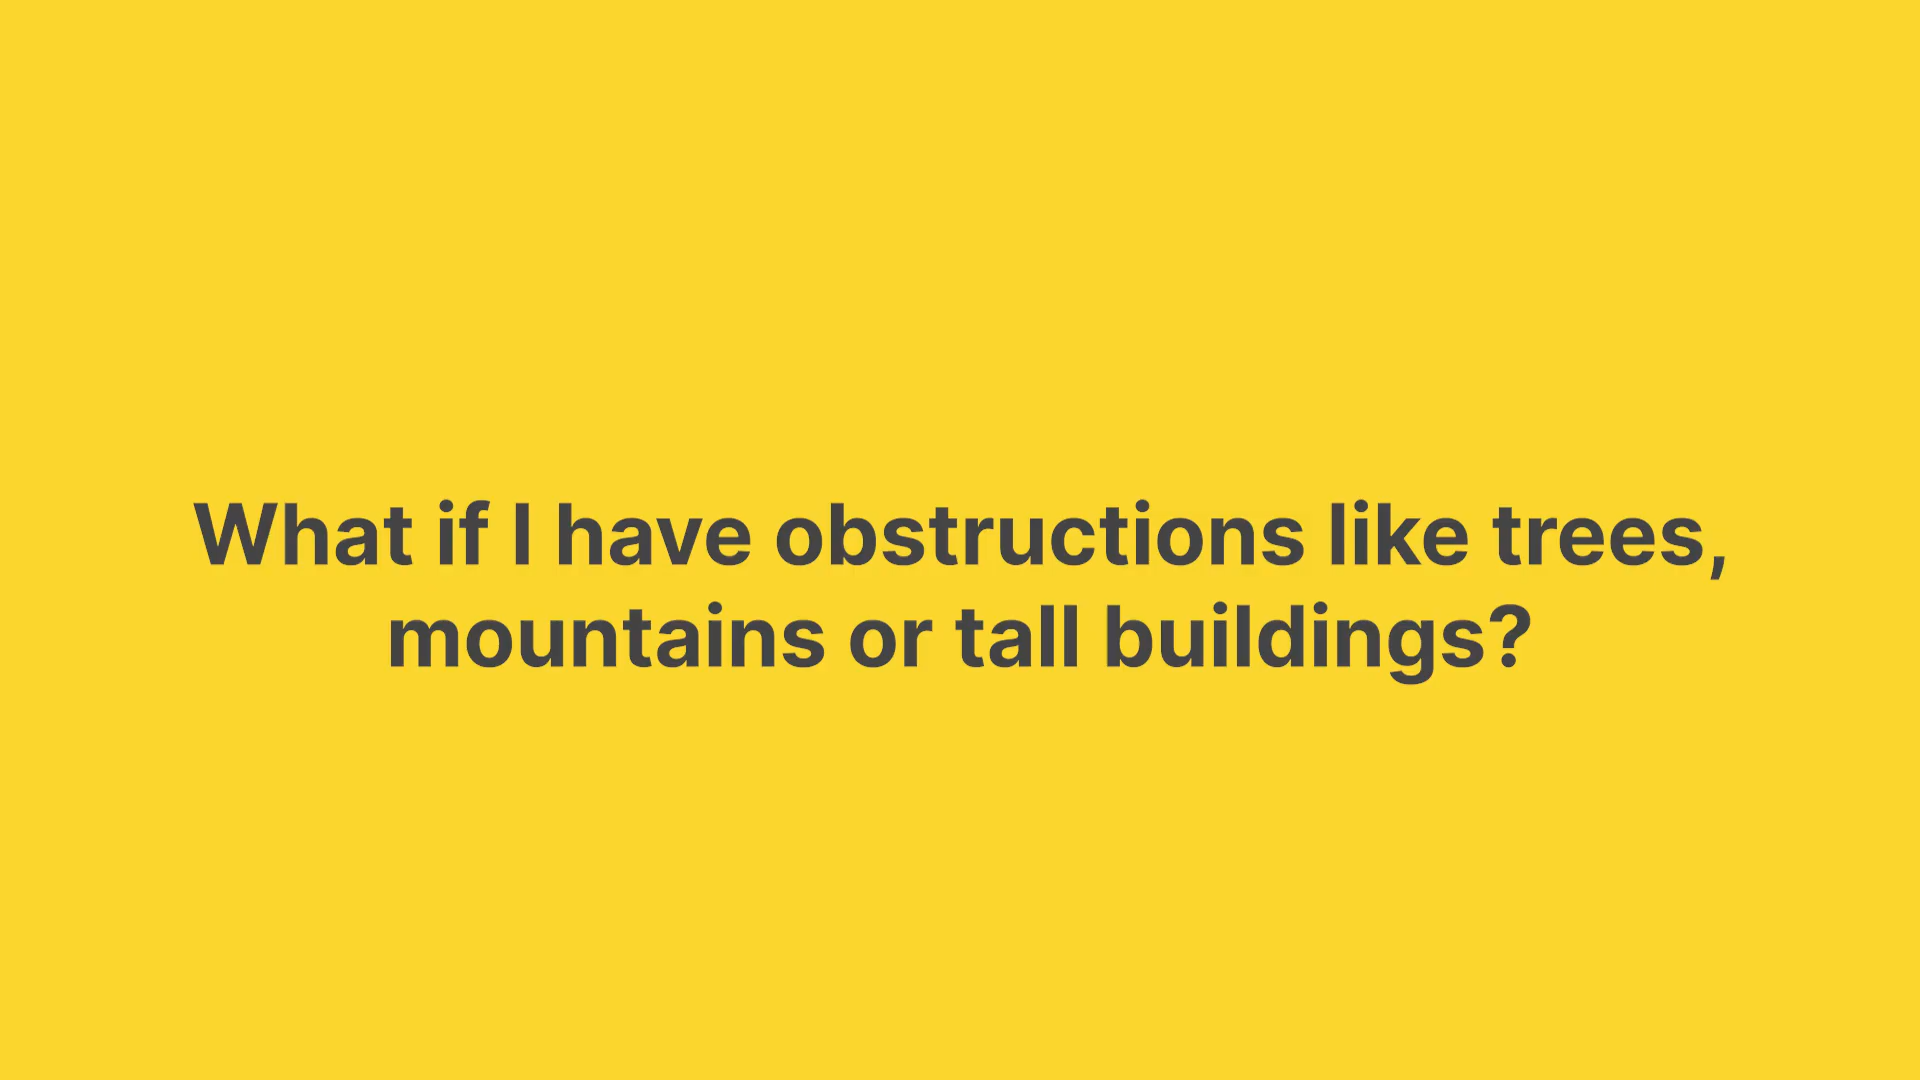 What if I have obstructions like trees,
mountains or tall buildings?